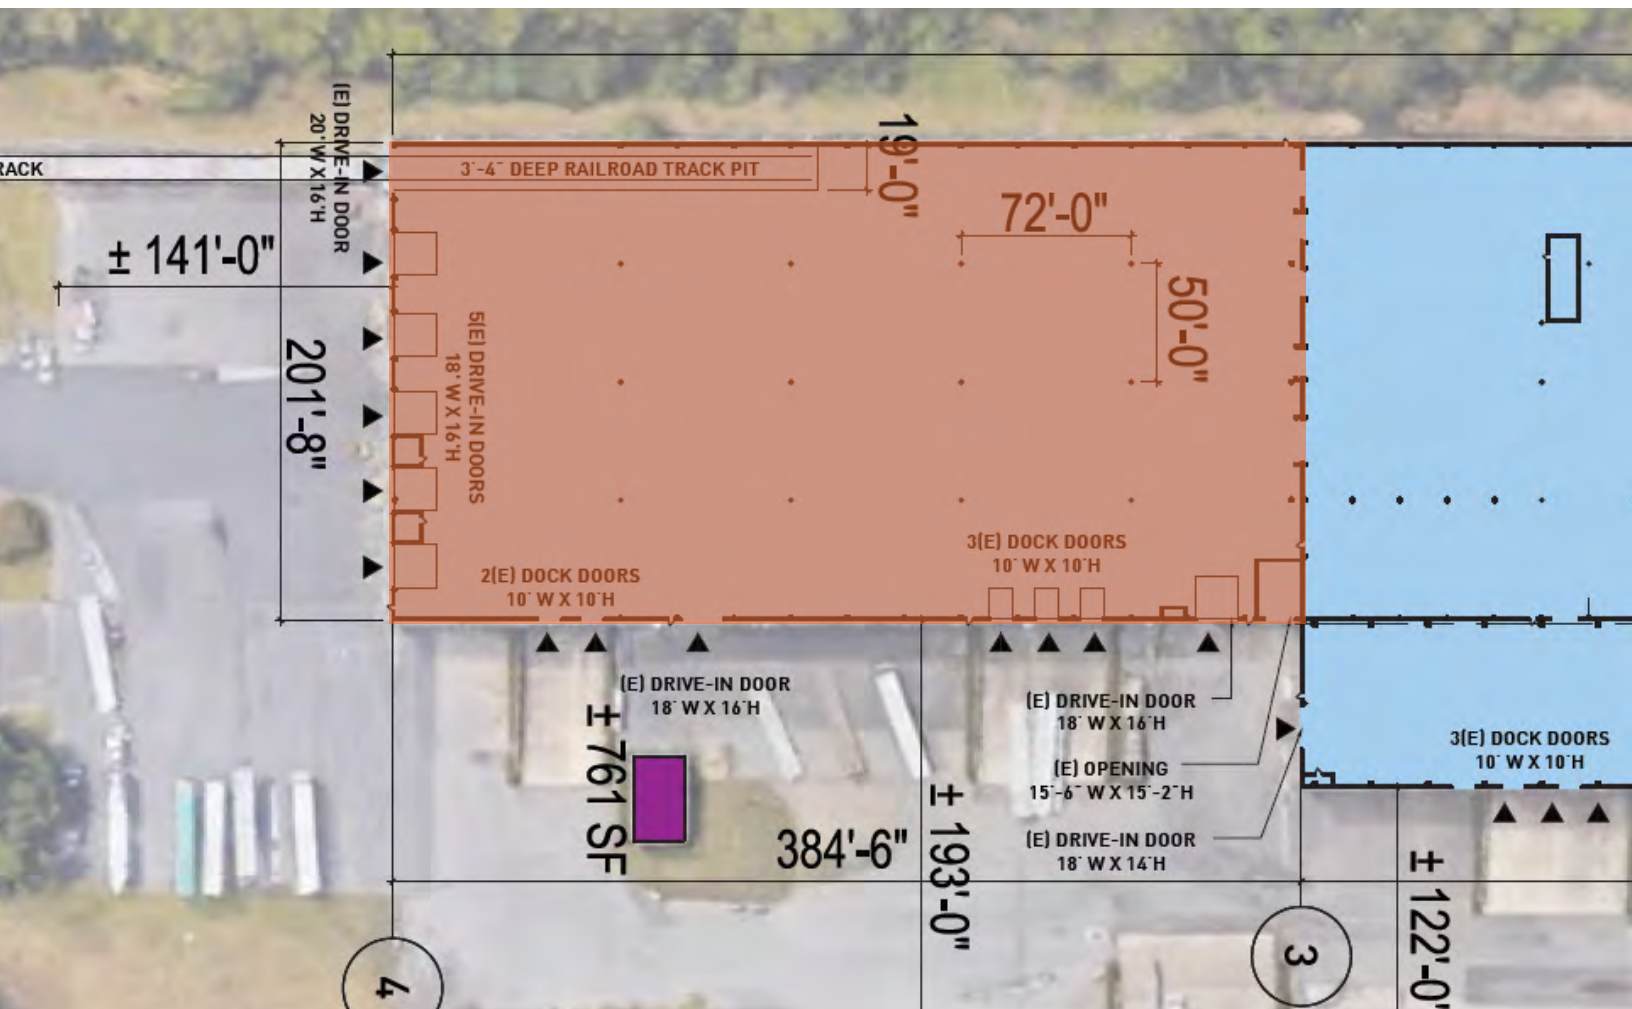 (E) DRIVE-IN DOOR
20' W X 16'H
RACK
3'-4" DEEP RAILROAD TRACK PIT
19'-0"
72'-0"
50'-0"
± 141'-0"
201'-8"
5(E) DRIVE-IN DOORS
18' W X 16'H
2(E) DOCK DOORS
10' W X 10'H
3(E) DOCK DOORS
10' W X 10'H
(E) DRIVE-IN DOOR
18' W X 16'H
± 761 SF
(E) DRIVE-IN DOOR
18' W X 16'H
(E) OPENING
15'-6" W X 15'-2"H
(E) DRIVE-IN DOOR
18' W X 14'H
3(E) DOCK DOORS
10' W X 10'H
384'-6"
± 193'-0"
± 122'-0"
4
3